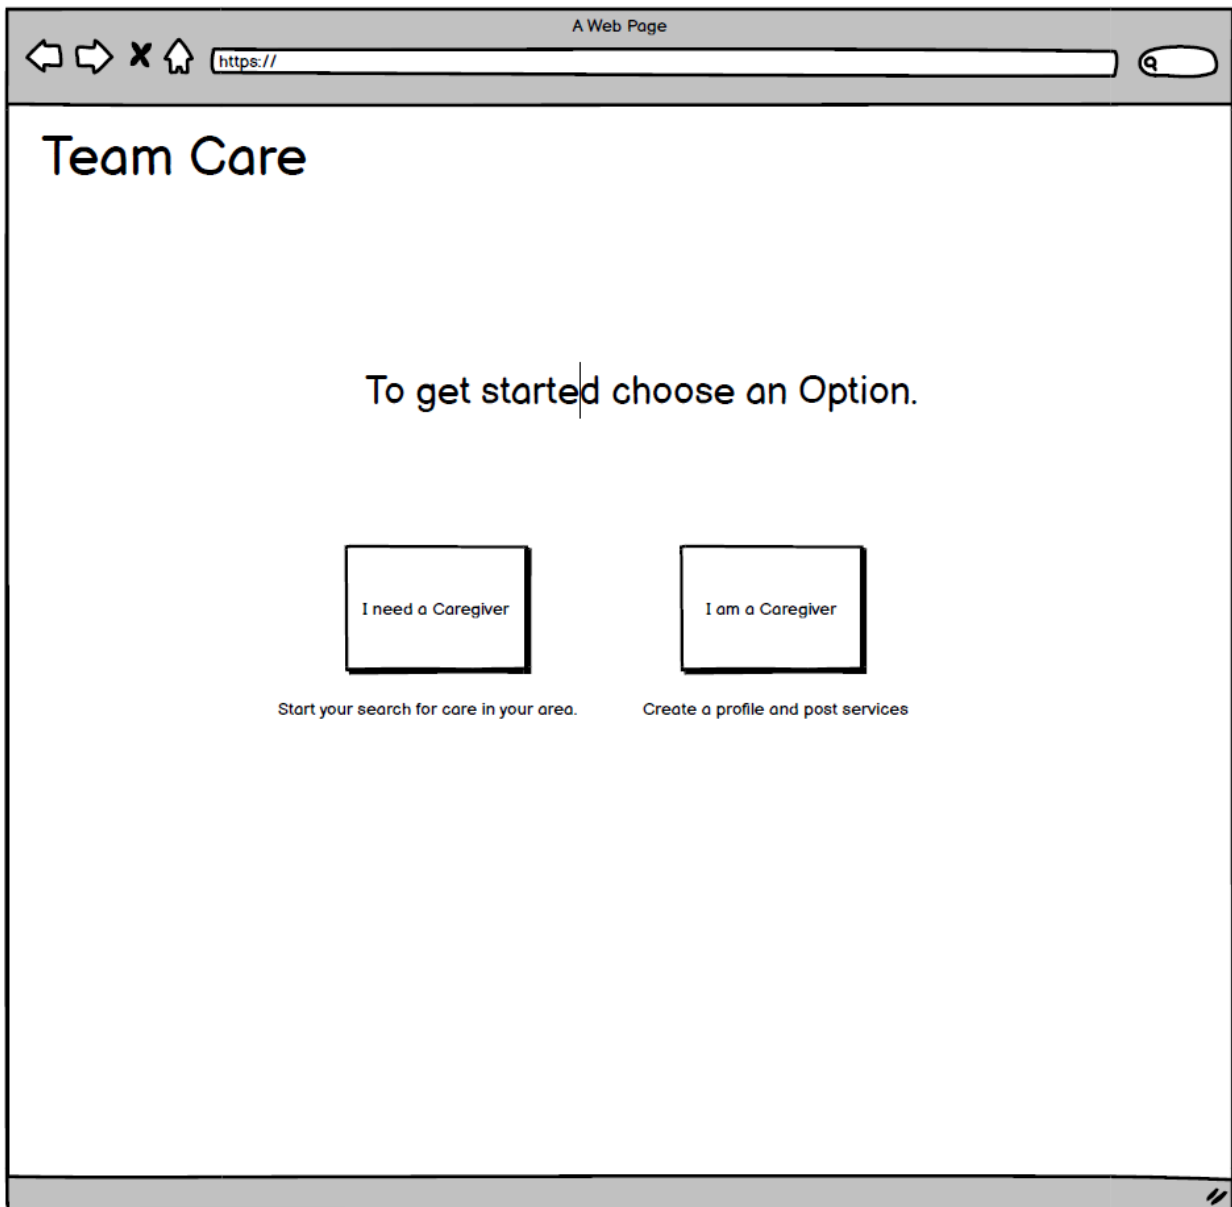 A Web Page
https://
Team Care
To get started choose an Option.
I need a Caregiver
I am a Caregiver
Start your search for care in your area.
Create a profile and post services